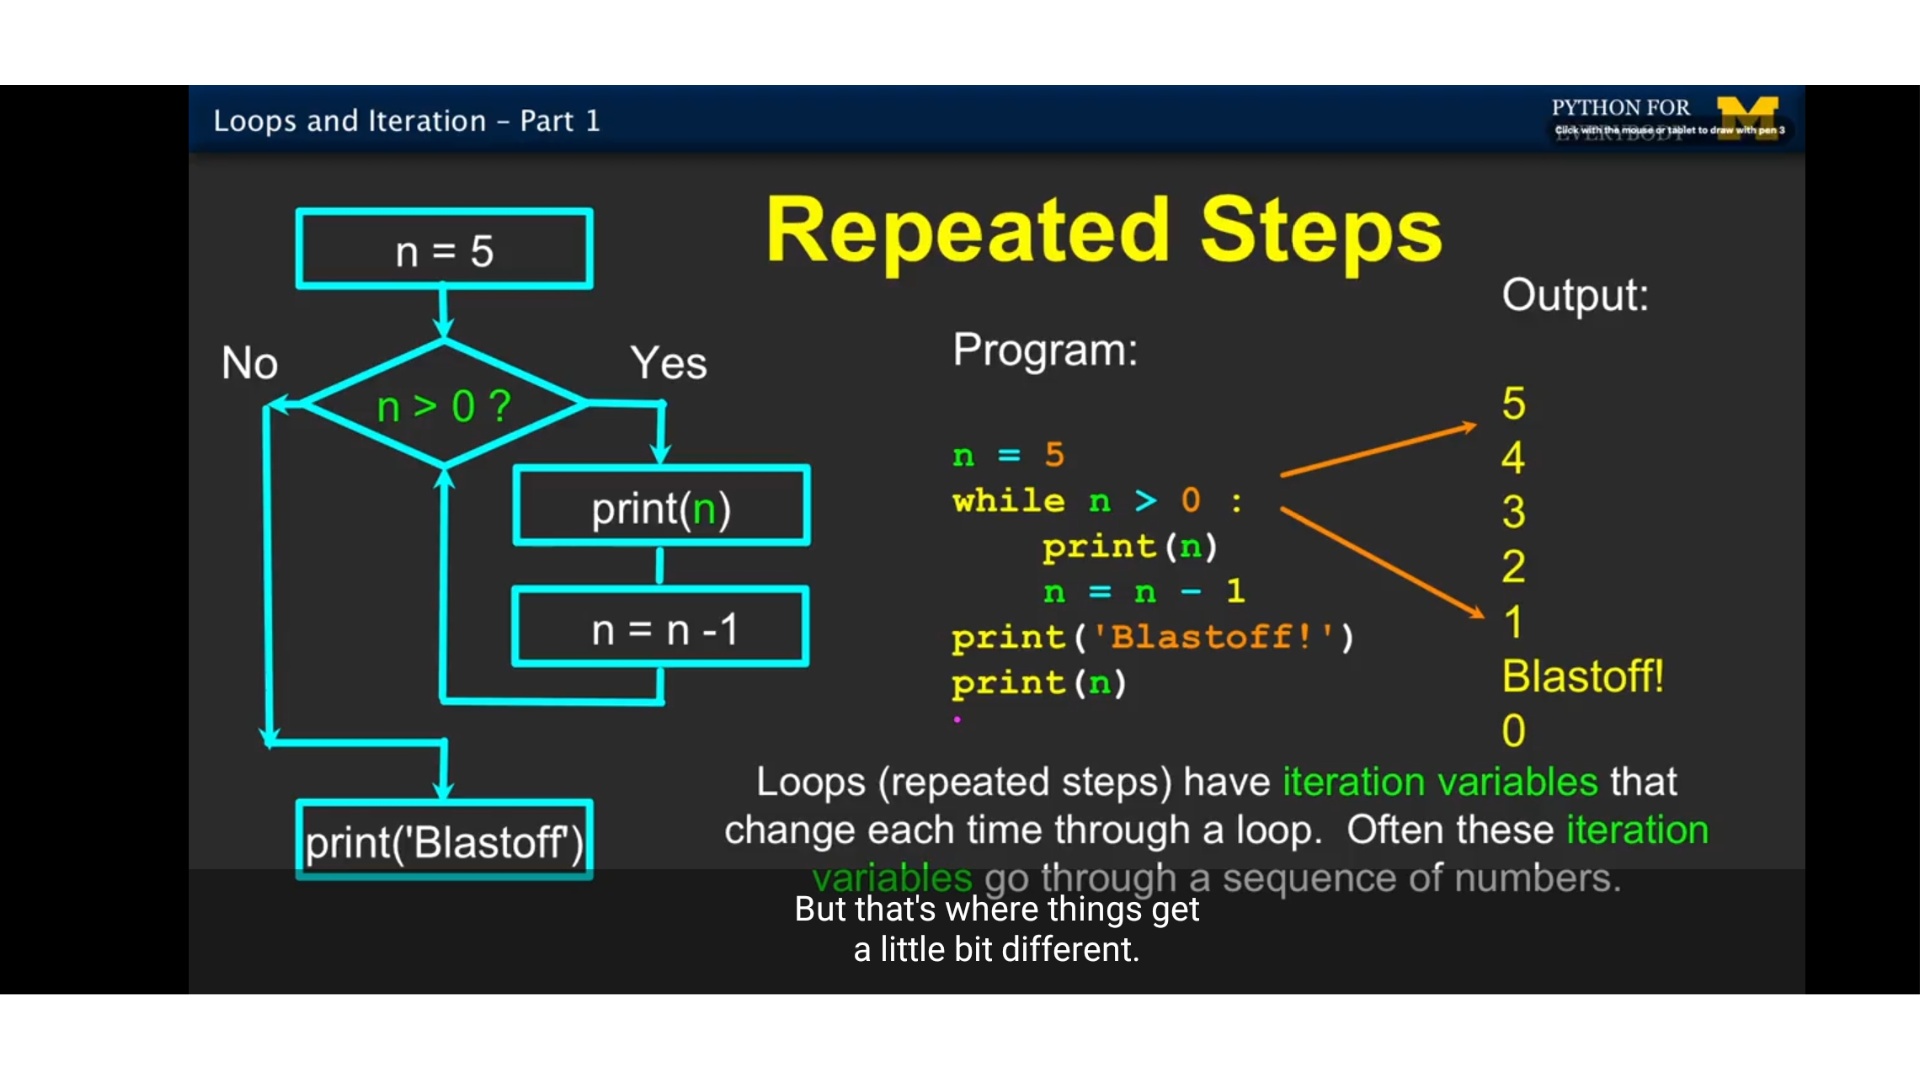 Loops and Iteration – Part 1
PYTHON FOR
EVERYBODY
Click with the mouse or tablet to draw with pen 3
Repeated Steps
n = 5
No
Yes
n > 0 ?
print(n)
n = n -1
print('Blastoff')
Program:
n = 5
while n > 0 :
    print(n)
    n = n – 1
print('Blastoff!')
print(n)
Output:
5
4
3
2
1
Blastoff!
0
Loops (repeated steps) have iteration variables that
change each time through a loop.  Often these iteration
variables go through a sequence of numbers.
But that's where things get
a little bit different.